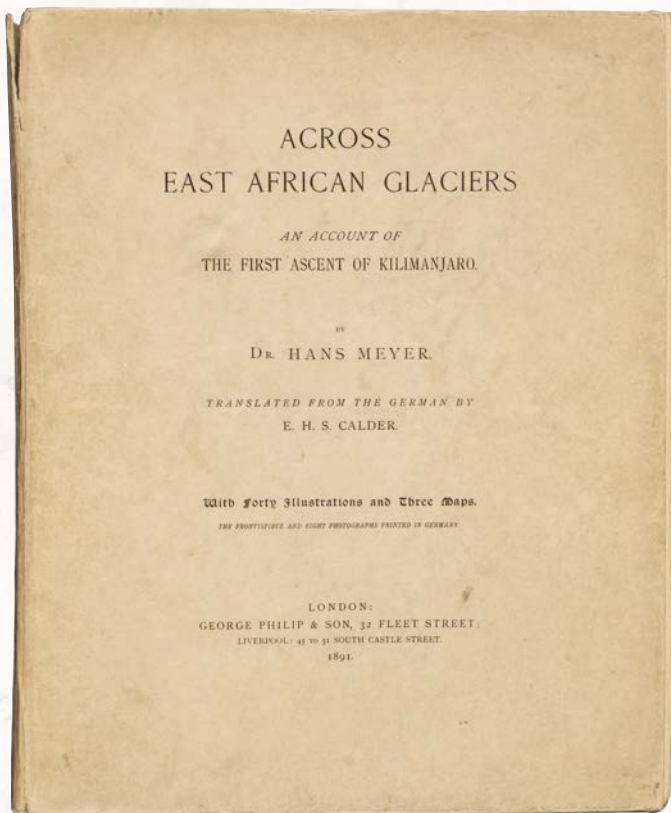 ACROSS
EAST AFRICAN GLACIERS
AN ACCOUNT OF
THE FIRST ASCENT OF KILIMANJARO.
BY
DR. HANS MEYER.
TRANSLATED FROM THE GERMAN BY
E. H. S. CALDER.
With Forty Illustrations and Three Maps.
THE FRONTISPIECE AND EIGHT PHOTOGRAPHS PRINTED IN GERMANY
LONDON:
GEORGE PHILIP & SON, 32 FLEET STREET;
LIVERPOOL: 45 TO 51 SOUTH CASTLE STREET.
1891.